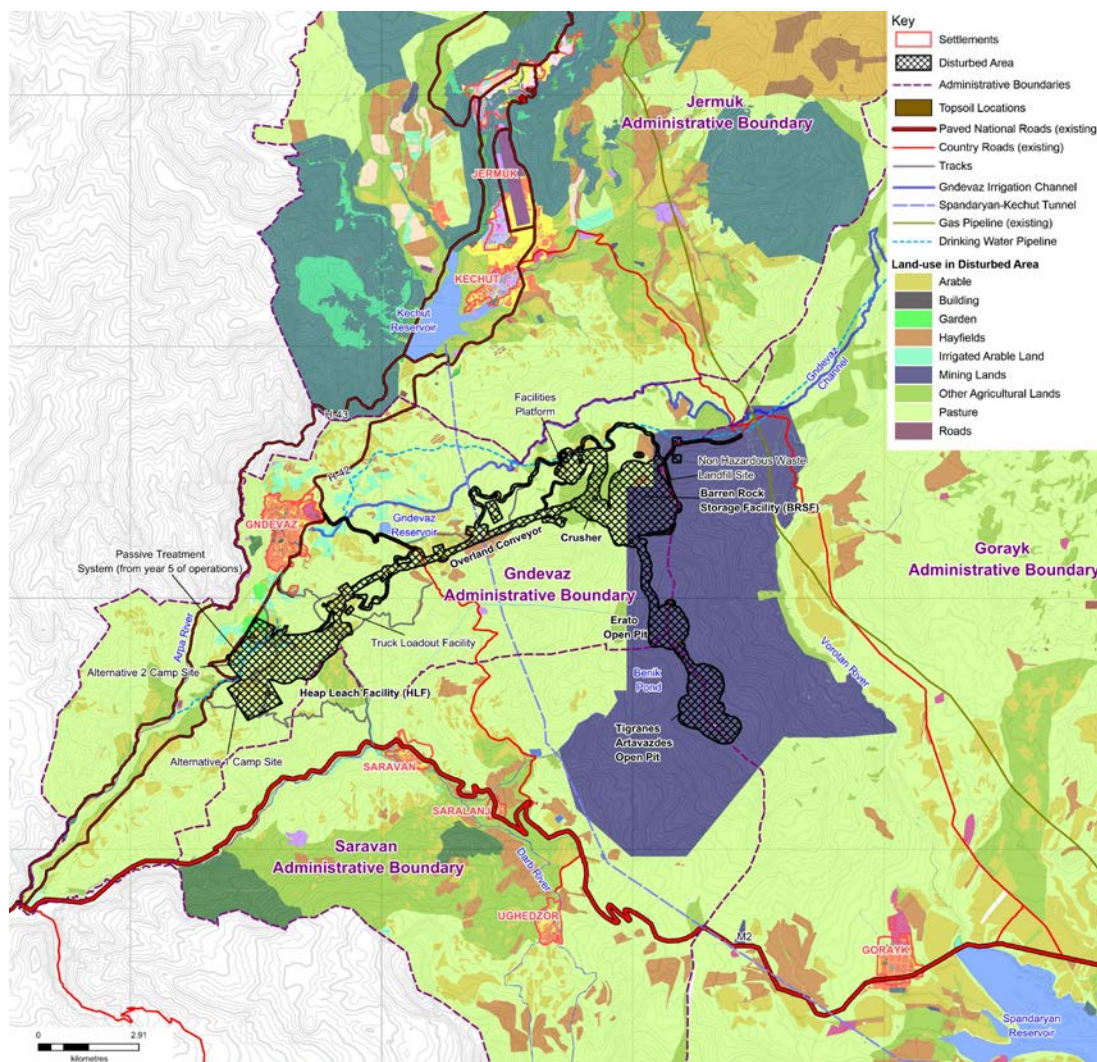 Key
Settlements
Disturbed Area
Administrative Boundaries
Topsoil Locations
Paved National Roads (existing
Country Roads (existing)
Tracks
Gndevaz Irrigation Channel
Spandaryan-Kechut Tunnel
Gas Pipeline (existing)
Drinking Water Pipeline
Land-use in Disturbed Area
Arable
Building
Garden
Hayfields
Irrigated Arable Land
Mining Lands
Other Agricultural Lands
Pasture
Roads
Jermuk
Administrative Boundary
JERMUK
KECHUT
Kechut
Reservoir
Gndevaz
Channel
Facilities
Platform
H-43
H-42
Non Hazardous Waste
Landfill Site
Barren Rock
Storage Facility (BRSF)
GNDEVAZ
Gndevaz
Reservoir
Crusher
Overland Conveyor
Passive Treatment
System (from year 5 of operations)
Gndevaz
Administrative Boundary
Gorayk
Administrative Boundary
Arpa River
Truck Loadout Facility
Erato
Open Pit
Vorotan River
Alternative 2 Camp Site
Heap Leach Facility (HLF)
Benik
Pond
Tigranes
Artavazdes
Open Pit
Alternative 1 Camp Site
SARAVAN
SARALANJ
Saravan
Administrative Boundary
Darb River
UGHEDZOR
M2
GORAYK
Spandaryan
Reservoir
0 2.91
kilometres